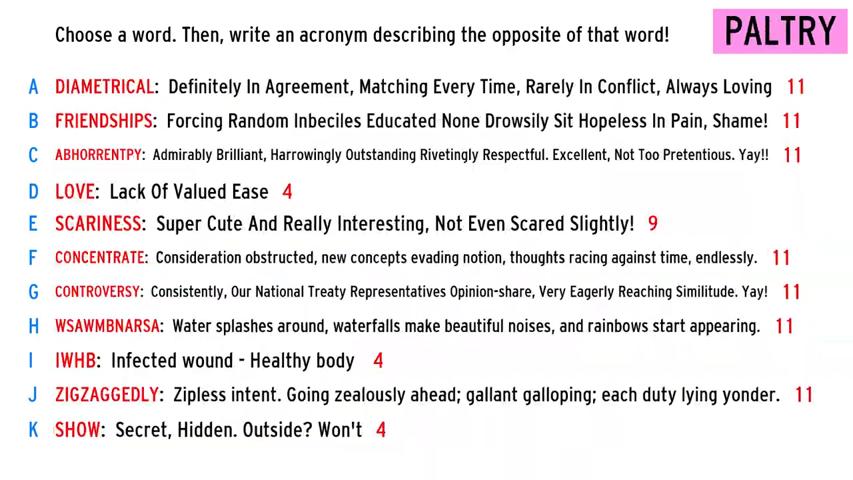 Choose a word. Then, write an acronym describing the opposite of that word! PALTRY
A DIAMETRICAL: Definitely In Agreement, Matching Every Time, Rarely In Conflict, Always Loving 11
B FRIENDSHIPS: Forcing Random Inbeciles Educated None Drowsily Sit Hopeless In Pain, Shame! 11
C ABHORRENTPY: Admirably Brilliant, Harrowingly Outstanding Rivetingly Respectful. Excellent, Not Too Pretentious. Yay!! 11
D LOVE: Lack Of Valued Ease 4
E SCARINESS: Super Cute And Really Interesting, Not Even Scared Slightly! 9
F CONCENTRATE: Consideration obstructed, new concepts evading notion, thoughts racing against time, endlessly. 11
G CONTROVERSY: Consistently, Our National Treaty Representatives Opinion-share, Very Eagerly Reaching Similitude. Yay! 11
H WSAWMBNARSA: Water splashes around, waterfalls make beautiful noises, and rainbows start appearing. 11
I IWHB: Infected wound - Healthy body 4
J ZIGZAGGEDLY: Zipless intent. Going zealously ahead; gallant galloping; each duty lying yonder. 11
K SHOW: Secret, Hidden. Outside? Won't 4